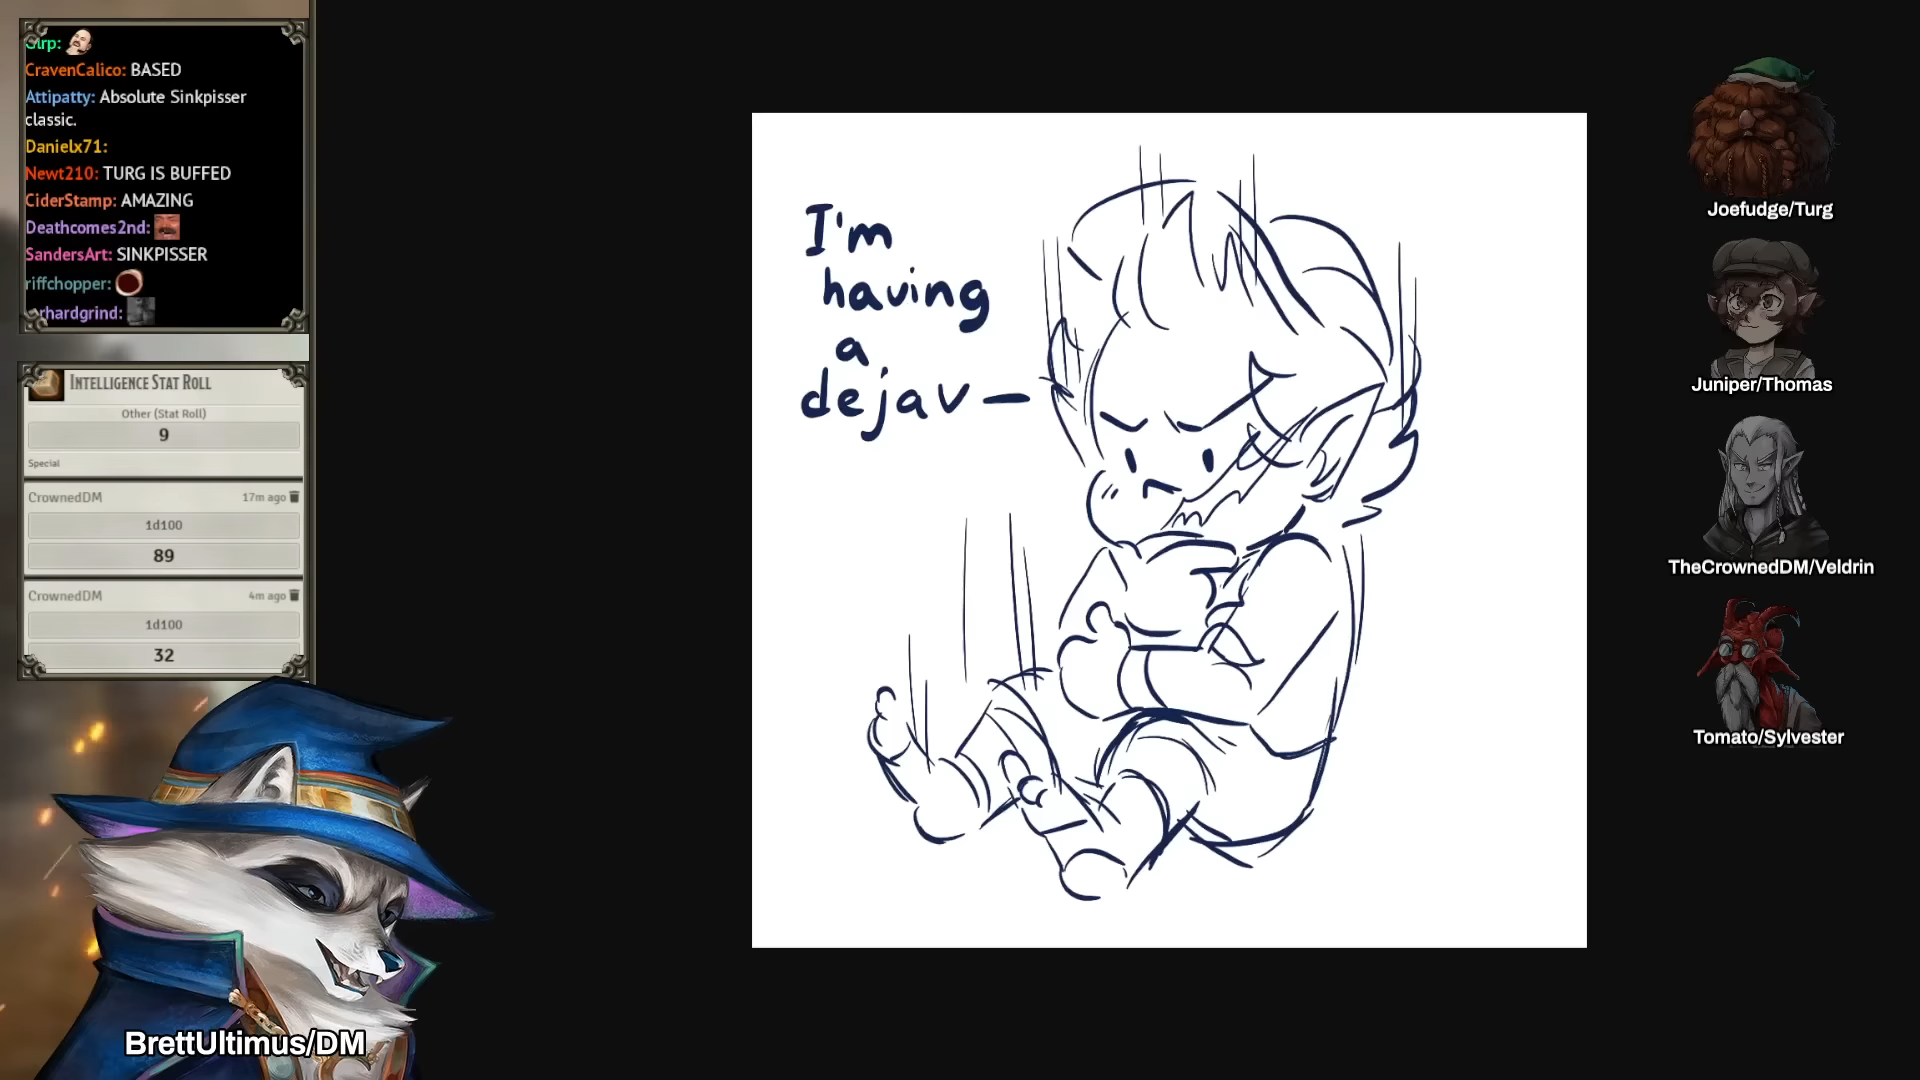 Girp:
CravenCalico: BASED
Attipatty: Absolute Sinkpisser
classic.
Danielx71:
Newt210: TURG IS BUFFED
CiderStamp: AMAZING
Deathcomes2nd:
SandersArt: SINKPISSER
riffchopper:
rhardgrind:
INTELLIGENCE STAT ROLL
Other (Stat Roll)
9
Special
CrownedDM 17m ago
1d100
89
CrownedDM 4m ago
1d100
32
BrettUltimus/DM
I'm
having
a
dejav—
Joefudge/Turg
Juniper/Thomas
TheCrownedDM/Veldrin
Tomato/Sylvester